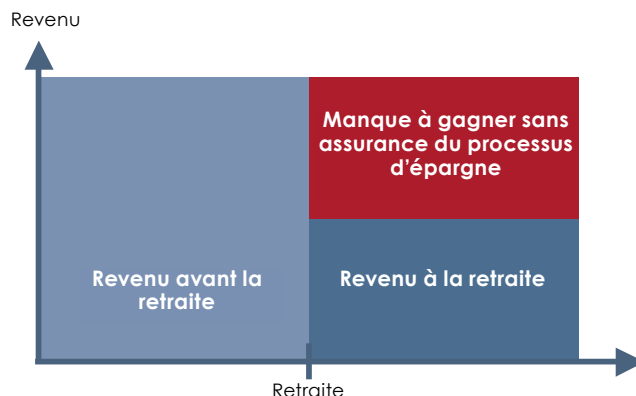 Revenu
Manque à gagner sans
assurance du processus
d'épargne
Revenu avant la
retraite
Revenu à la retraite
Retraite